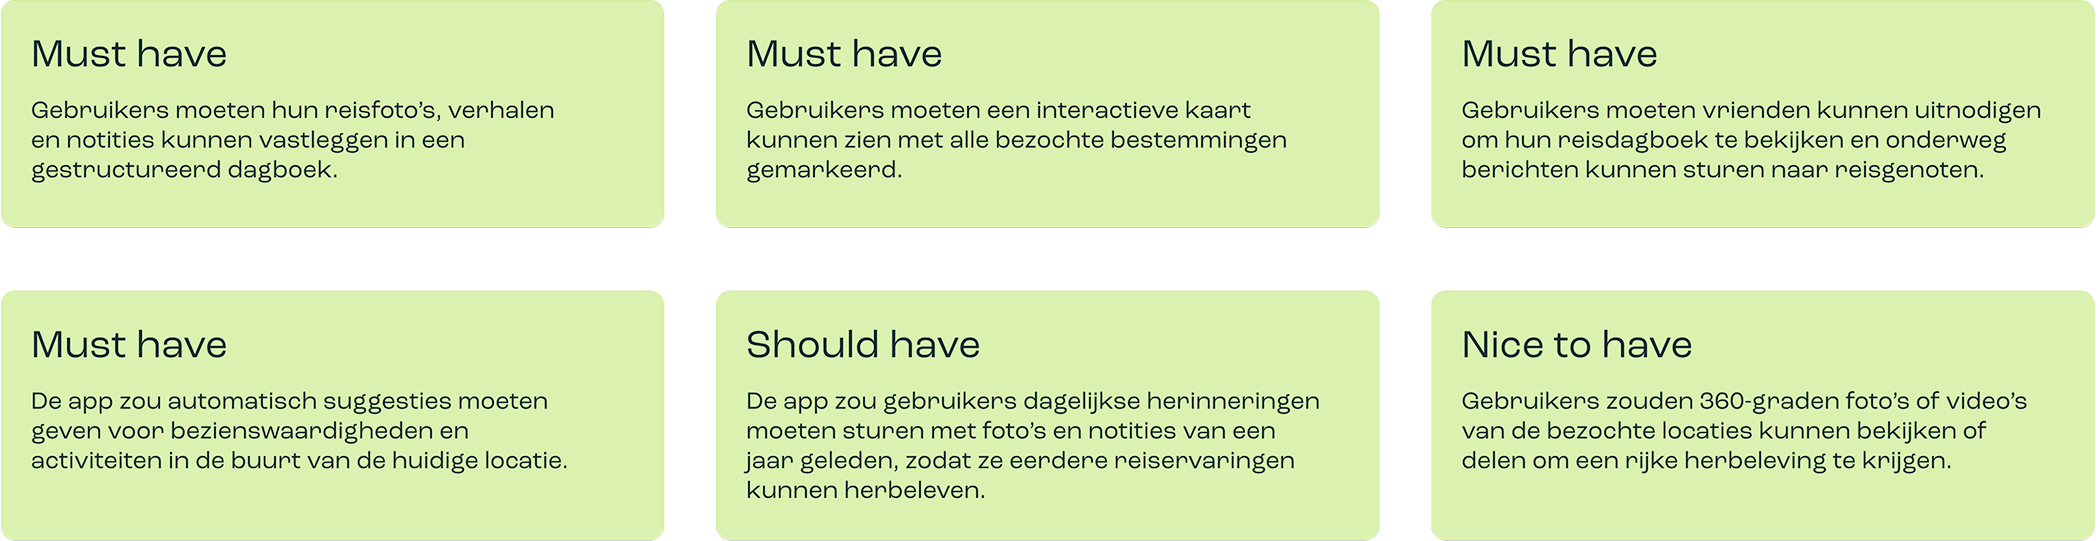 Must have
Gebruikers moeten hun reisfoto’s, verhalen
en notities kunnen vastleggen in een
gestructureerd dagboek.
Must have
Gebruikers moeten een interactieve kaart
kunnen zien met alle bezochte bestemmingen
gemarkeerd.
Must have
Gebruikers moeten vrienden kunnen uitnodigen
om hun reisdagboek te bekijken en onderweg
berichten kunnen sturen naar reisgenoten.
Must have
De app zou automatisch suggesties moeten
geven voor bezienswaardigheden en
activiteiten in de buurt van de huidige locatie.
Should have
De app zou gebruikers dagelijkse herinneringen
moeten sturen met foto’s en notities van een
jaar geleden, zodat ze eerdere reiservaringen
kunnen herbeleven.
Nice to have
Gebruikers zouden 360-graden foto’s of video’s
van de bezochte locaties kunnen bekijken of
delen om een rijke herbeleving te krijgen.